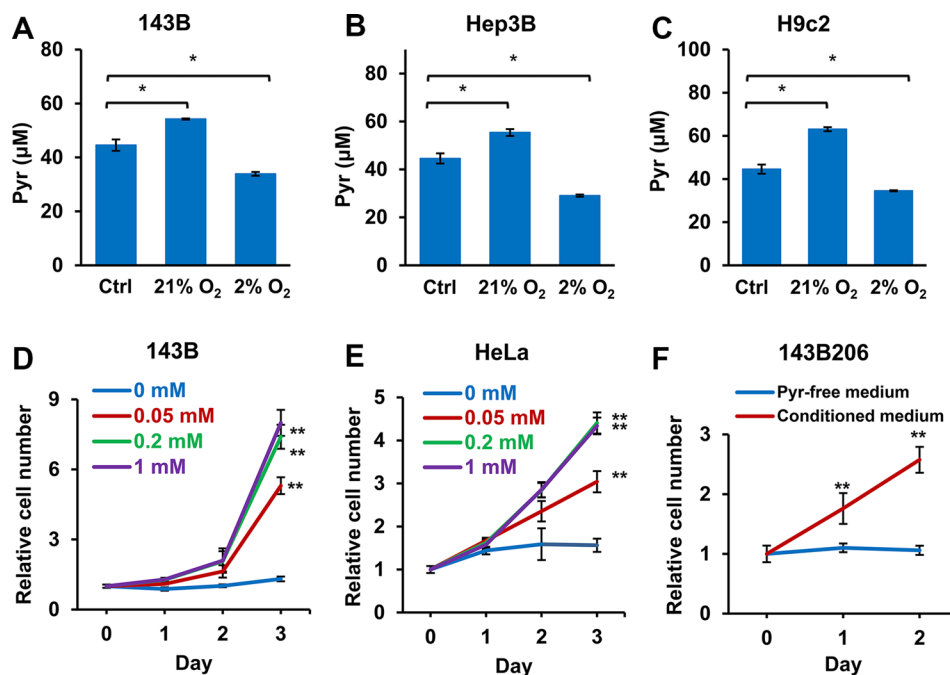 A
143B
Pyr (µM)
80
60
40
20
0
*
*
Ctrl
21% O₂
2% O₂
B
Hep3B
Pyr (µM)
80
60
40
20
0
*
*
Ctrl
21% O₂
2% O₂
C
H9c2
Pyr (µM)
100
80
60
40
20
0
*
*
Ctrl
21% O₂
2% O₂
D
143B
Relative cell number
9
6
3
0
0 mM
0.05 mM
0.2 mM
1 mM
**
**
**
0 1 2 3
Day
E
HeLa
Relative cell number
5
4
3
2
1
0
0 mM
0.05 mM
0.2 mM
1 mM
**
**
**
0 1 2 3
Day
F
143B206
Pyr-free medium
Conditioned medium
Relative cell number
3
2
1
0
**
**
0 1 2
Day